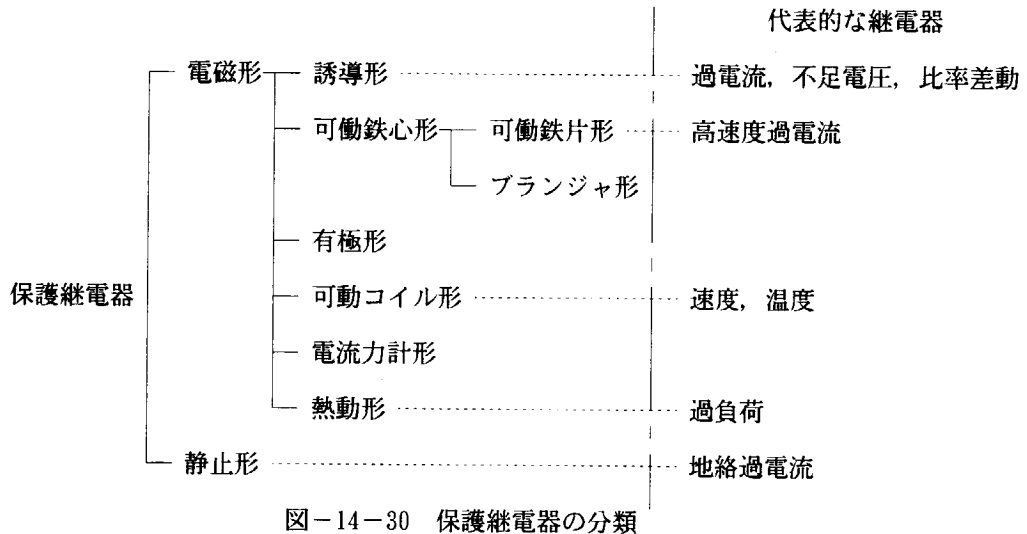 代表的な継電器
電磁形 誘導形 過電流，不足電圧，比率差動
可働鉄心形 可働鉄片形 高速度過電流
プランジャ形
有極形
保護継電器 可動コイル形 速度，温度
電流力計形
熱動形 過負荷
静止形 地絡過電流
図－14－30 保護継電器の分類